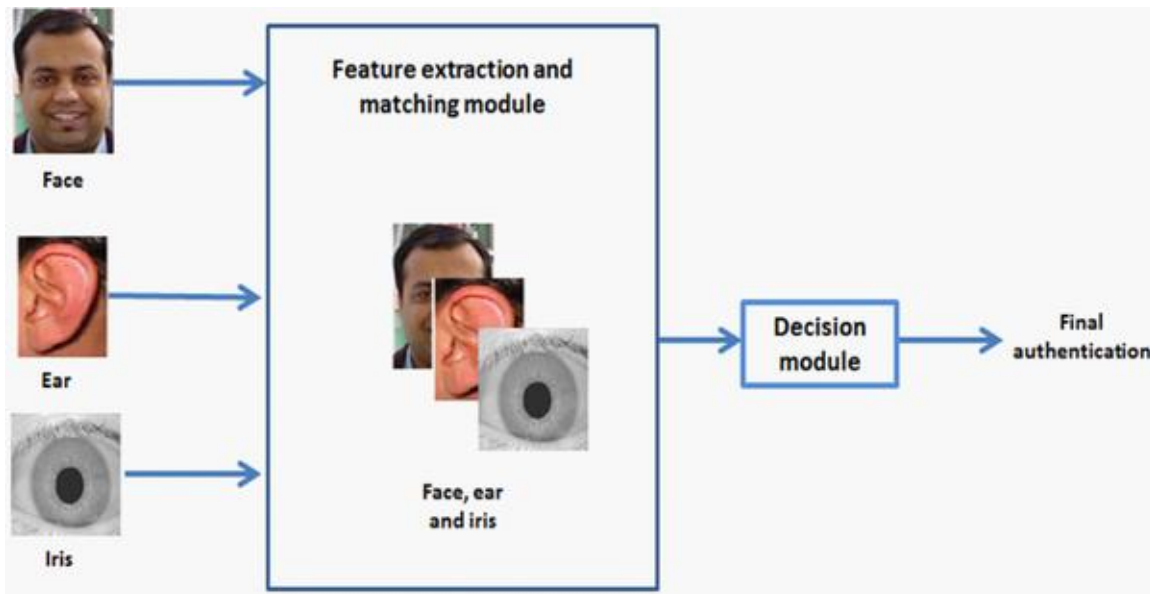 Face
Ear
Iris
Feature extraction and
matching module
Face, ear
and iris
Decision
module
Final
authentication